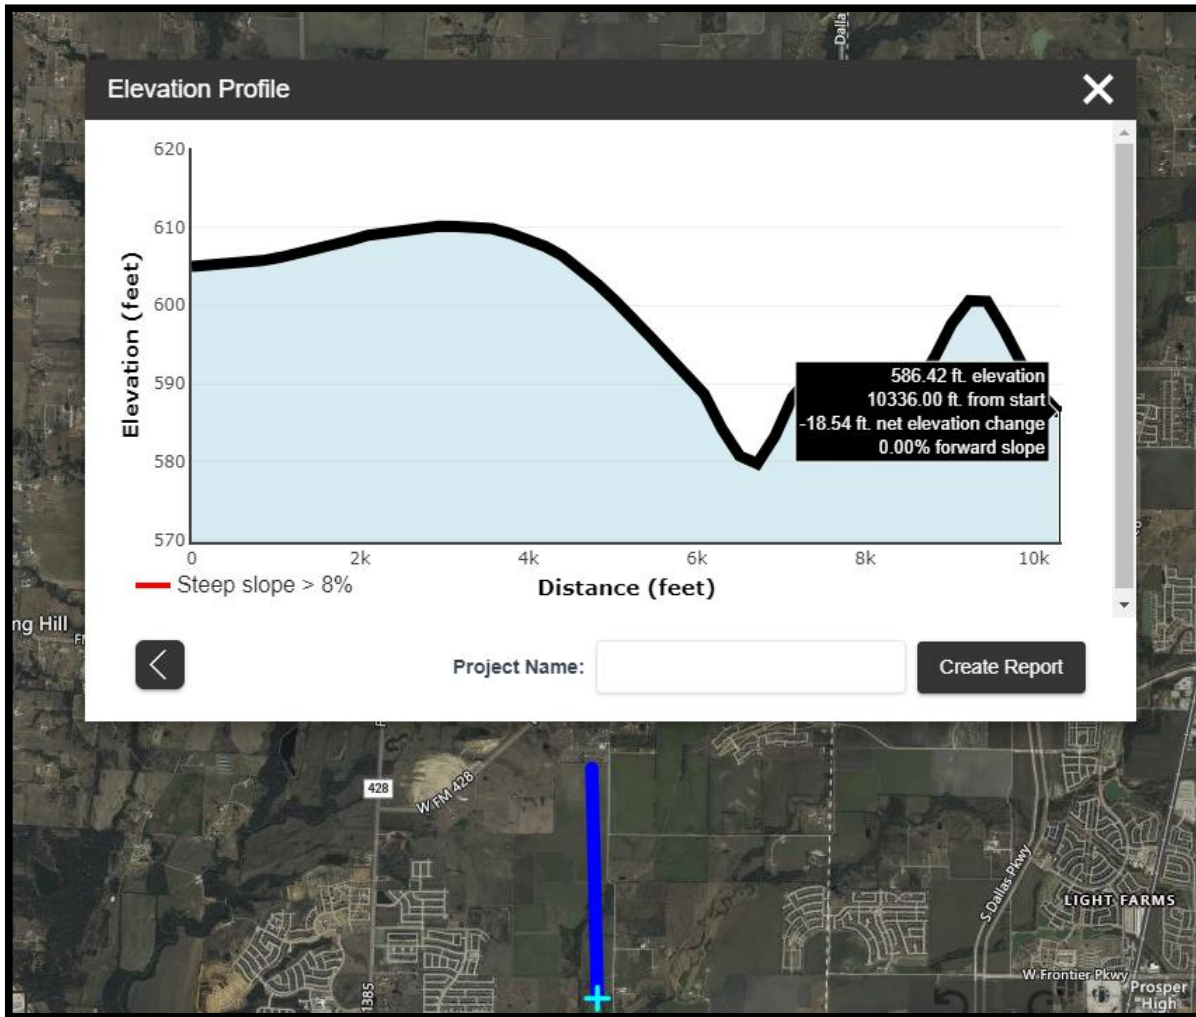 Dalla
Elevation Profile
620
610
600
590
580
570
Elevation (feet)
586.42 ft. elevation
10336.00 ft. from start
-18.54 ft. net elevation change
0.00% forward slope
0 2k 4k 6k 8k 10k
Steep slope > 8%
Distance (feet)
ng Hill
Project Name:
Create Report
428
W FM 428
S Dallas Pkwy
LIGHT FARMS
W Frontier Pkwy
Prosper
High
1385